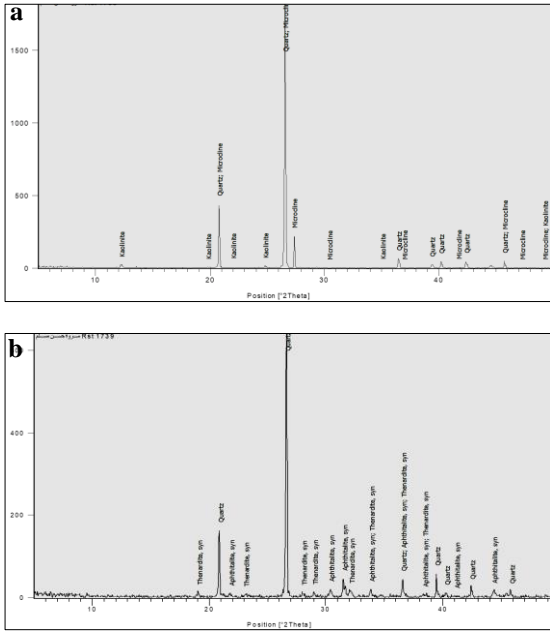 a
1500
1000
500
0
10
20
30
40
Position [°2Theta]
Kaolinite
Kaolinite
Quartz; Microcline
Kaolinite
Kaolinite
Quartz; Microcline
Microcline
Microcline
Kaolinite
Quartz
Microcline
Quartz
Quartz
Microcline
Quartz
Quartz; Microcline
Microcline
Microcline; Kaolinite
b
Rst 1739
400
200
0
10
20
30
40
Position [°2Theta]
Thenardite, syn
Quartz
Aphthitalite, syn
Thenardite, syn
Quartz
Thenardite, syn
Thenardite, syn
Aphthitalite, syn
Aphthitalite, syn
Thenardite, syn
Aphthitalite, syn; Thenardite, syn
Quartz; Aphthitalite, syn; Thenardite, syn
Aphthitalite, syn; Thenardite, syn
Quartz
Quartz
Aphthitalite, syn
Quartz
Aphthitalite, syn
Quartz